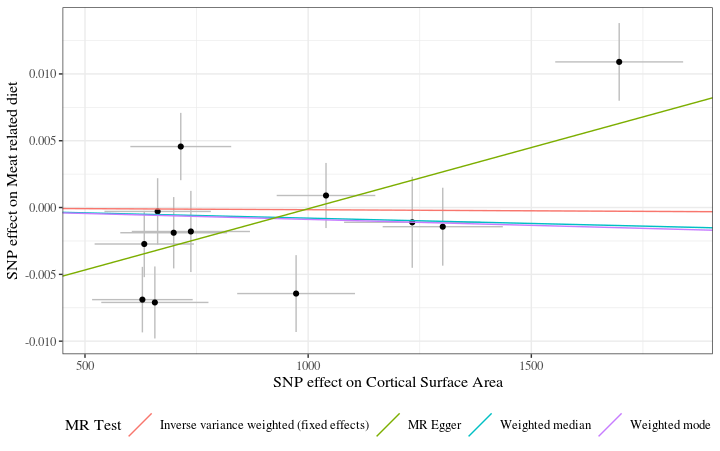 SNP effect on Meat related diet
0.010
0.005
0.000
-0.005
-0.010
500
1000
1500
SNP effect on Cortical Surface Area
MR Test
Inverse variance weighted (fixed effects)
MR Egger
Weighted median
Weighted mode